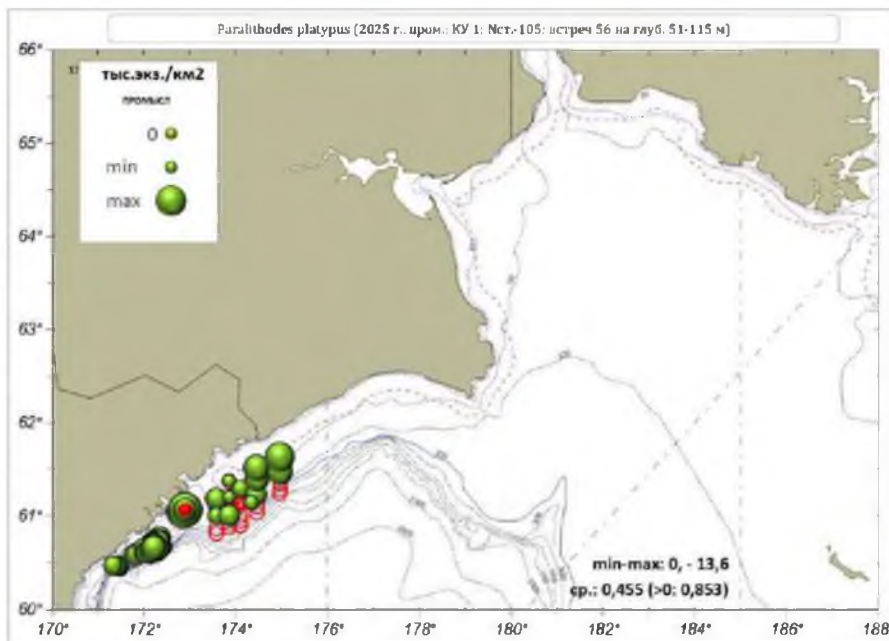 Paralithodes platypus (2025 г.. пром.: КУ 1: Nст.-105: встреч 56 на глуб. 51-115 м)
66°
тыс.экз./км2
промысл
0
65°
min
max
64°
63°
62°
61°
min-max: 0, - 13,6
ср.: 0,455 (>0: 0,853)
60°
170° 172° 174° 176° 178° 180° 182° 184° 186° 188